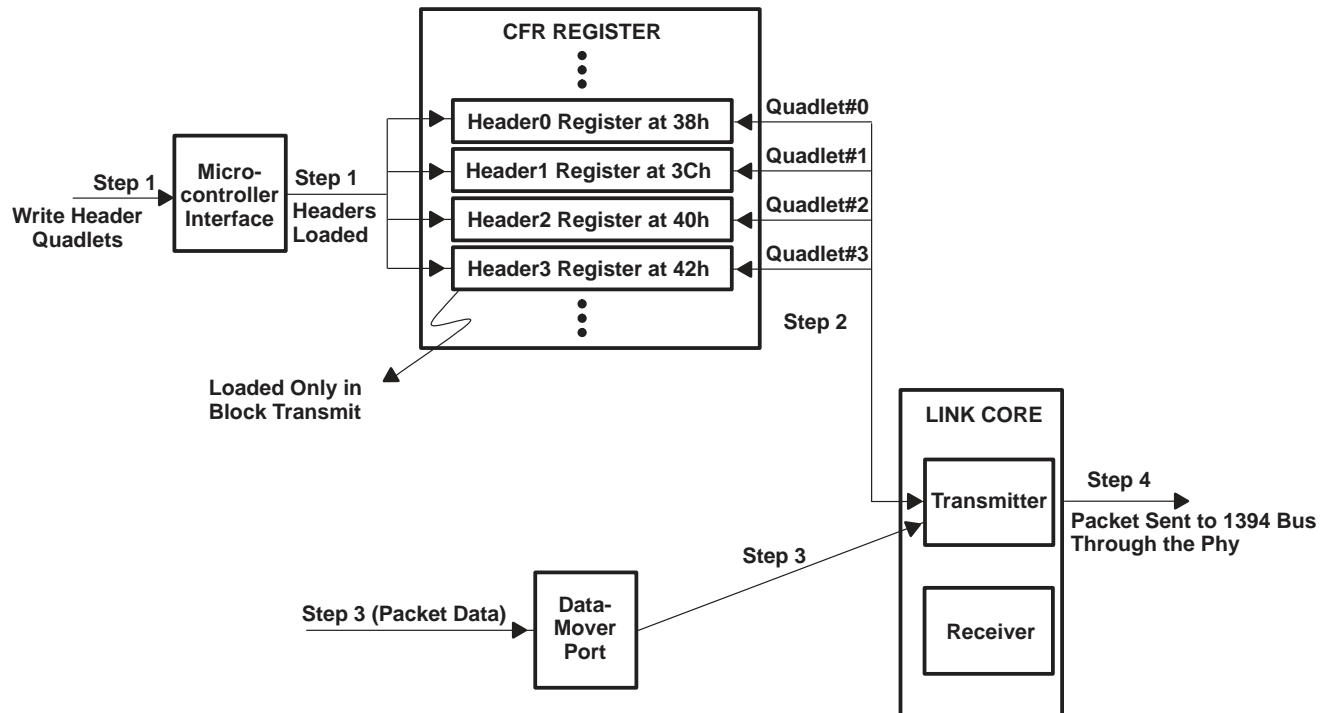 CFR REGISTER
Header0 Register at 38h
Header1 Register at 3Ch
Header2 Register at 40h
Header3 Register at 42h
Quadlet#0
Quadlet#1
Quadlet#2
Quadlet#3
Step 1
Write Header
Quadlets
Micro-
controller
Interface
Step 1
Headers
Loaded
Step 2
Loaded Only in
Block Transmit
LINK CORE
Transmitter
Receiver
Step 4
Packet Sent to 1394 Bus
Through the Phy
Step 3
Step 3 (Packet Data)
Data-
Mover
Port